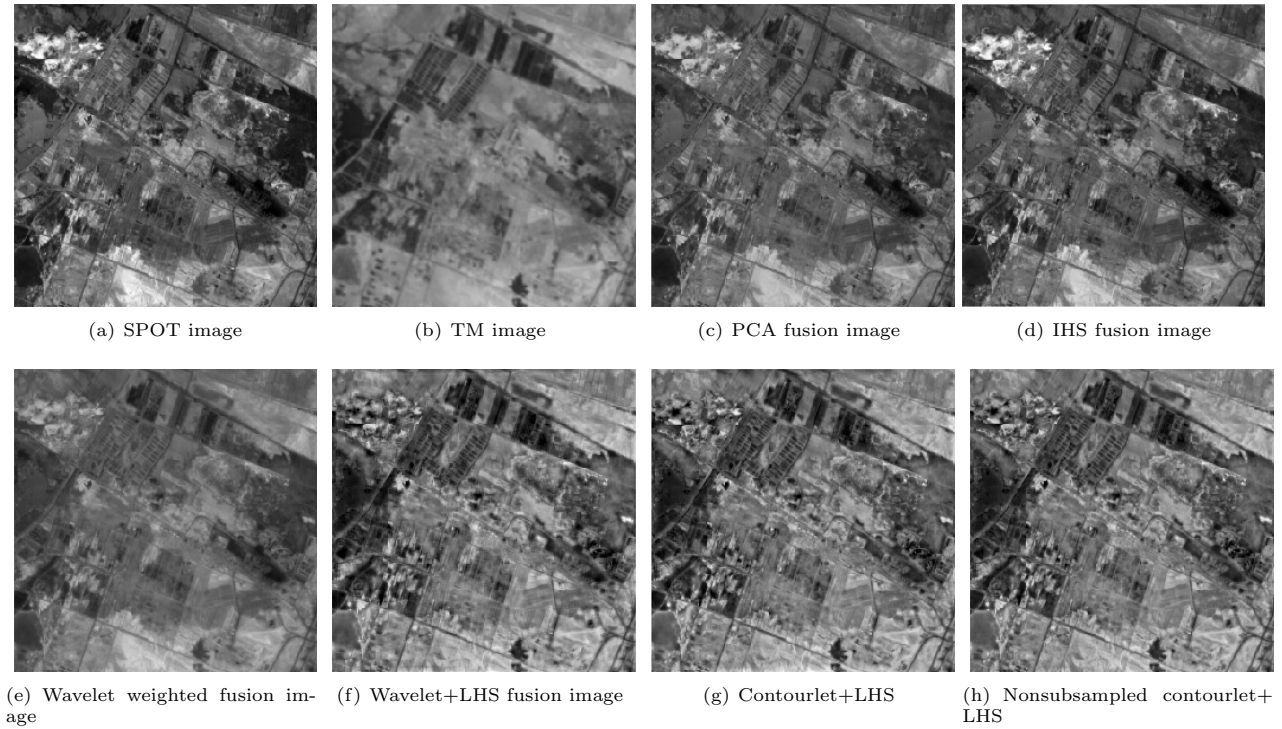 (a) SPOT image
(b) TM image
(c) PCA fusion image
(d) IHS fusion image
(e) Wavelet weighted fusion im-
age
(f) Wavelet+LHS fusion image
(g) Contourlet+LHS
(h) Nonsubsampled contourlet+
LHS